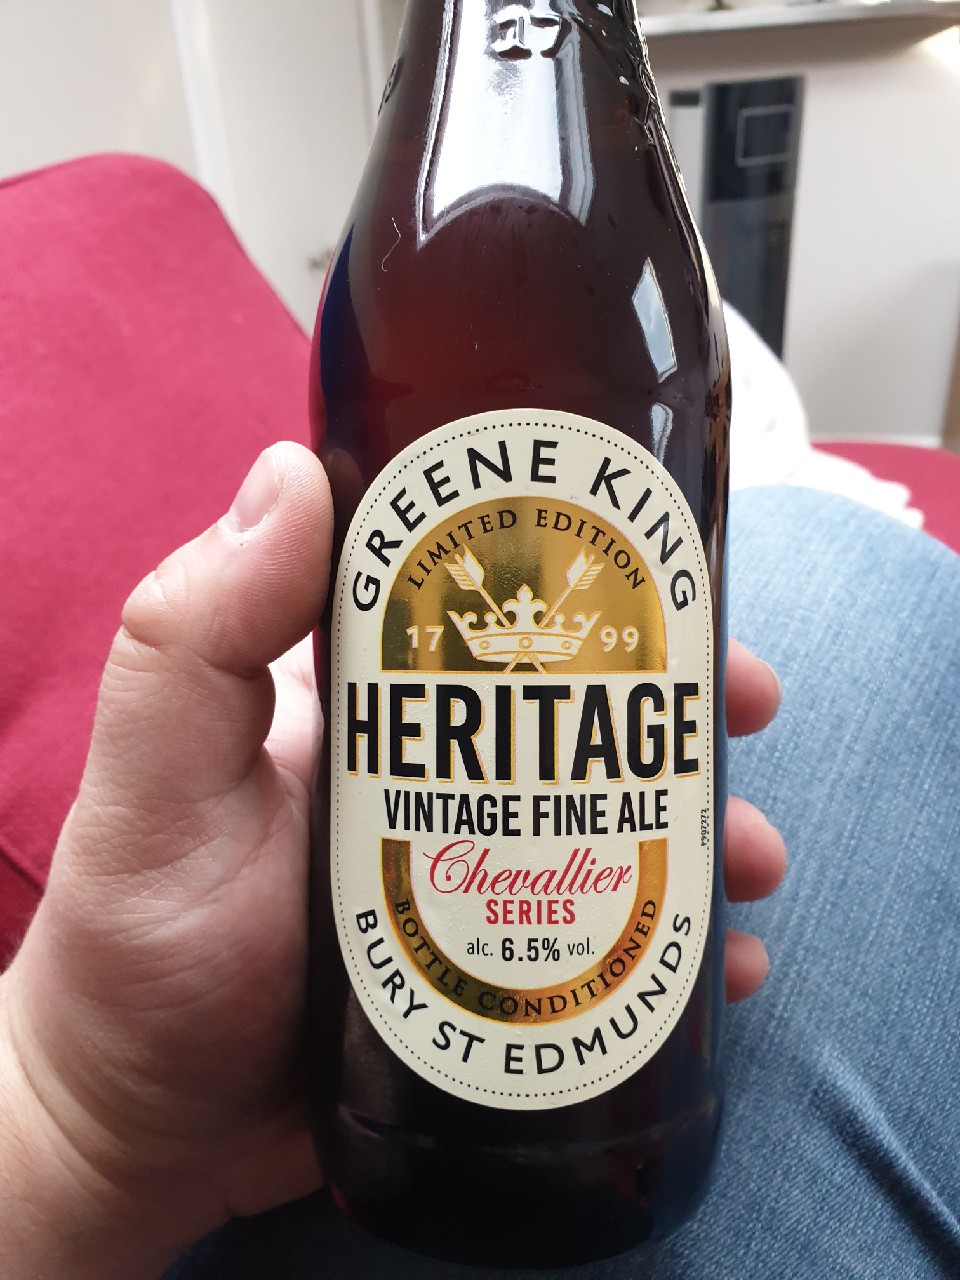 17
GREENE KING
LIMITED EDITION
17 99
HERITAGE
VINTAGE FINE ALE
Chevallier
SERIES
alc. 6.5% vol.
BOTTLE CONDITIONED
BURY ST EDMUNDS